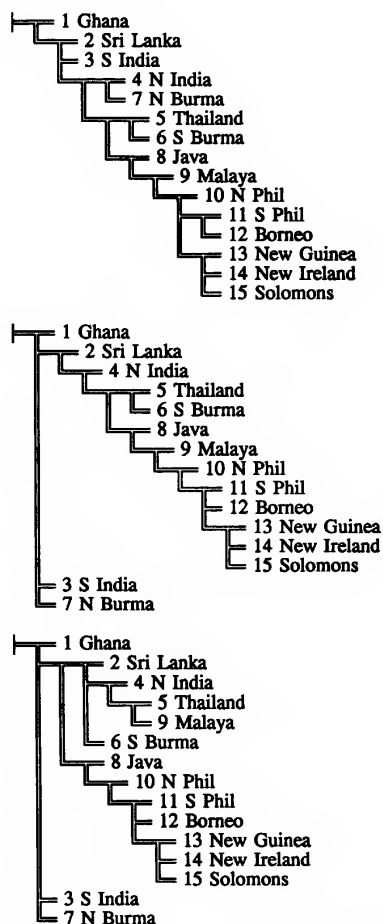 1 Ghana
2 Sri Lanka
3 S India
4 N India
7 N Burma
5 Thailand
6 S Burma
8 Java
9 Malaya
10 N Phil
11 S Phil
12 Borneo
13 New Guinea
14 New Ireland
15 Solomons
1 Ghana
2 Sri Lanka
4 N India
5 Thailand
6 S Burma
8 Java
9 Malaya
10 N Phil
11 S Phil
12 Borneo
13 New Guinea
14 New Ireland
15 Solomons
3 S India
7 N Burma
1 Ghana
2 Sri Lanka
4 N India
5 Thailand
9 Malaya
6 S Burma
8 Java
10 N Phil
11 S Phil
12 Borneo
13 New Guinea
14 New Ireland
15 Solomons
3 S India
7 N Burma